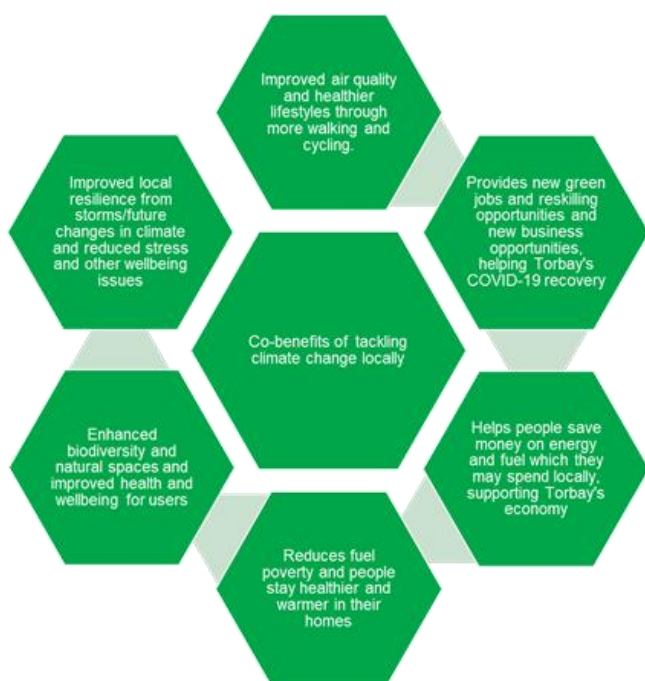 Improved air quality
and healthier
lifestyles through
more walking and
cycling.
Provides new green
jobs and reskilling
opportunities and
new business
opportunities,
helping Torbay's
COVID-19 recovery
Helps people save
money on energy
and fuel which they
may spend locally,
supporting Torbay's
economy
Reduces fuel
poverty and people
stay healthier and
warmer in their
homes
Enhanced
biodiversity and
natural spaces and
improved health and
wellbeing for users
Improved local
resilience from
storms/future
changes in climate
and reduced stress
and other wellbeing
issues
Co-benefits of tackling
climate change locally